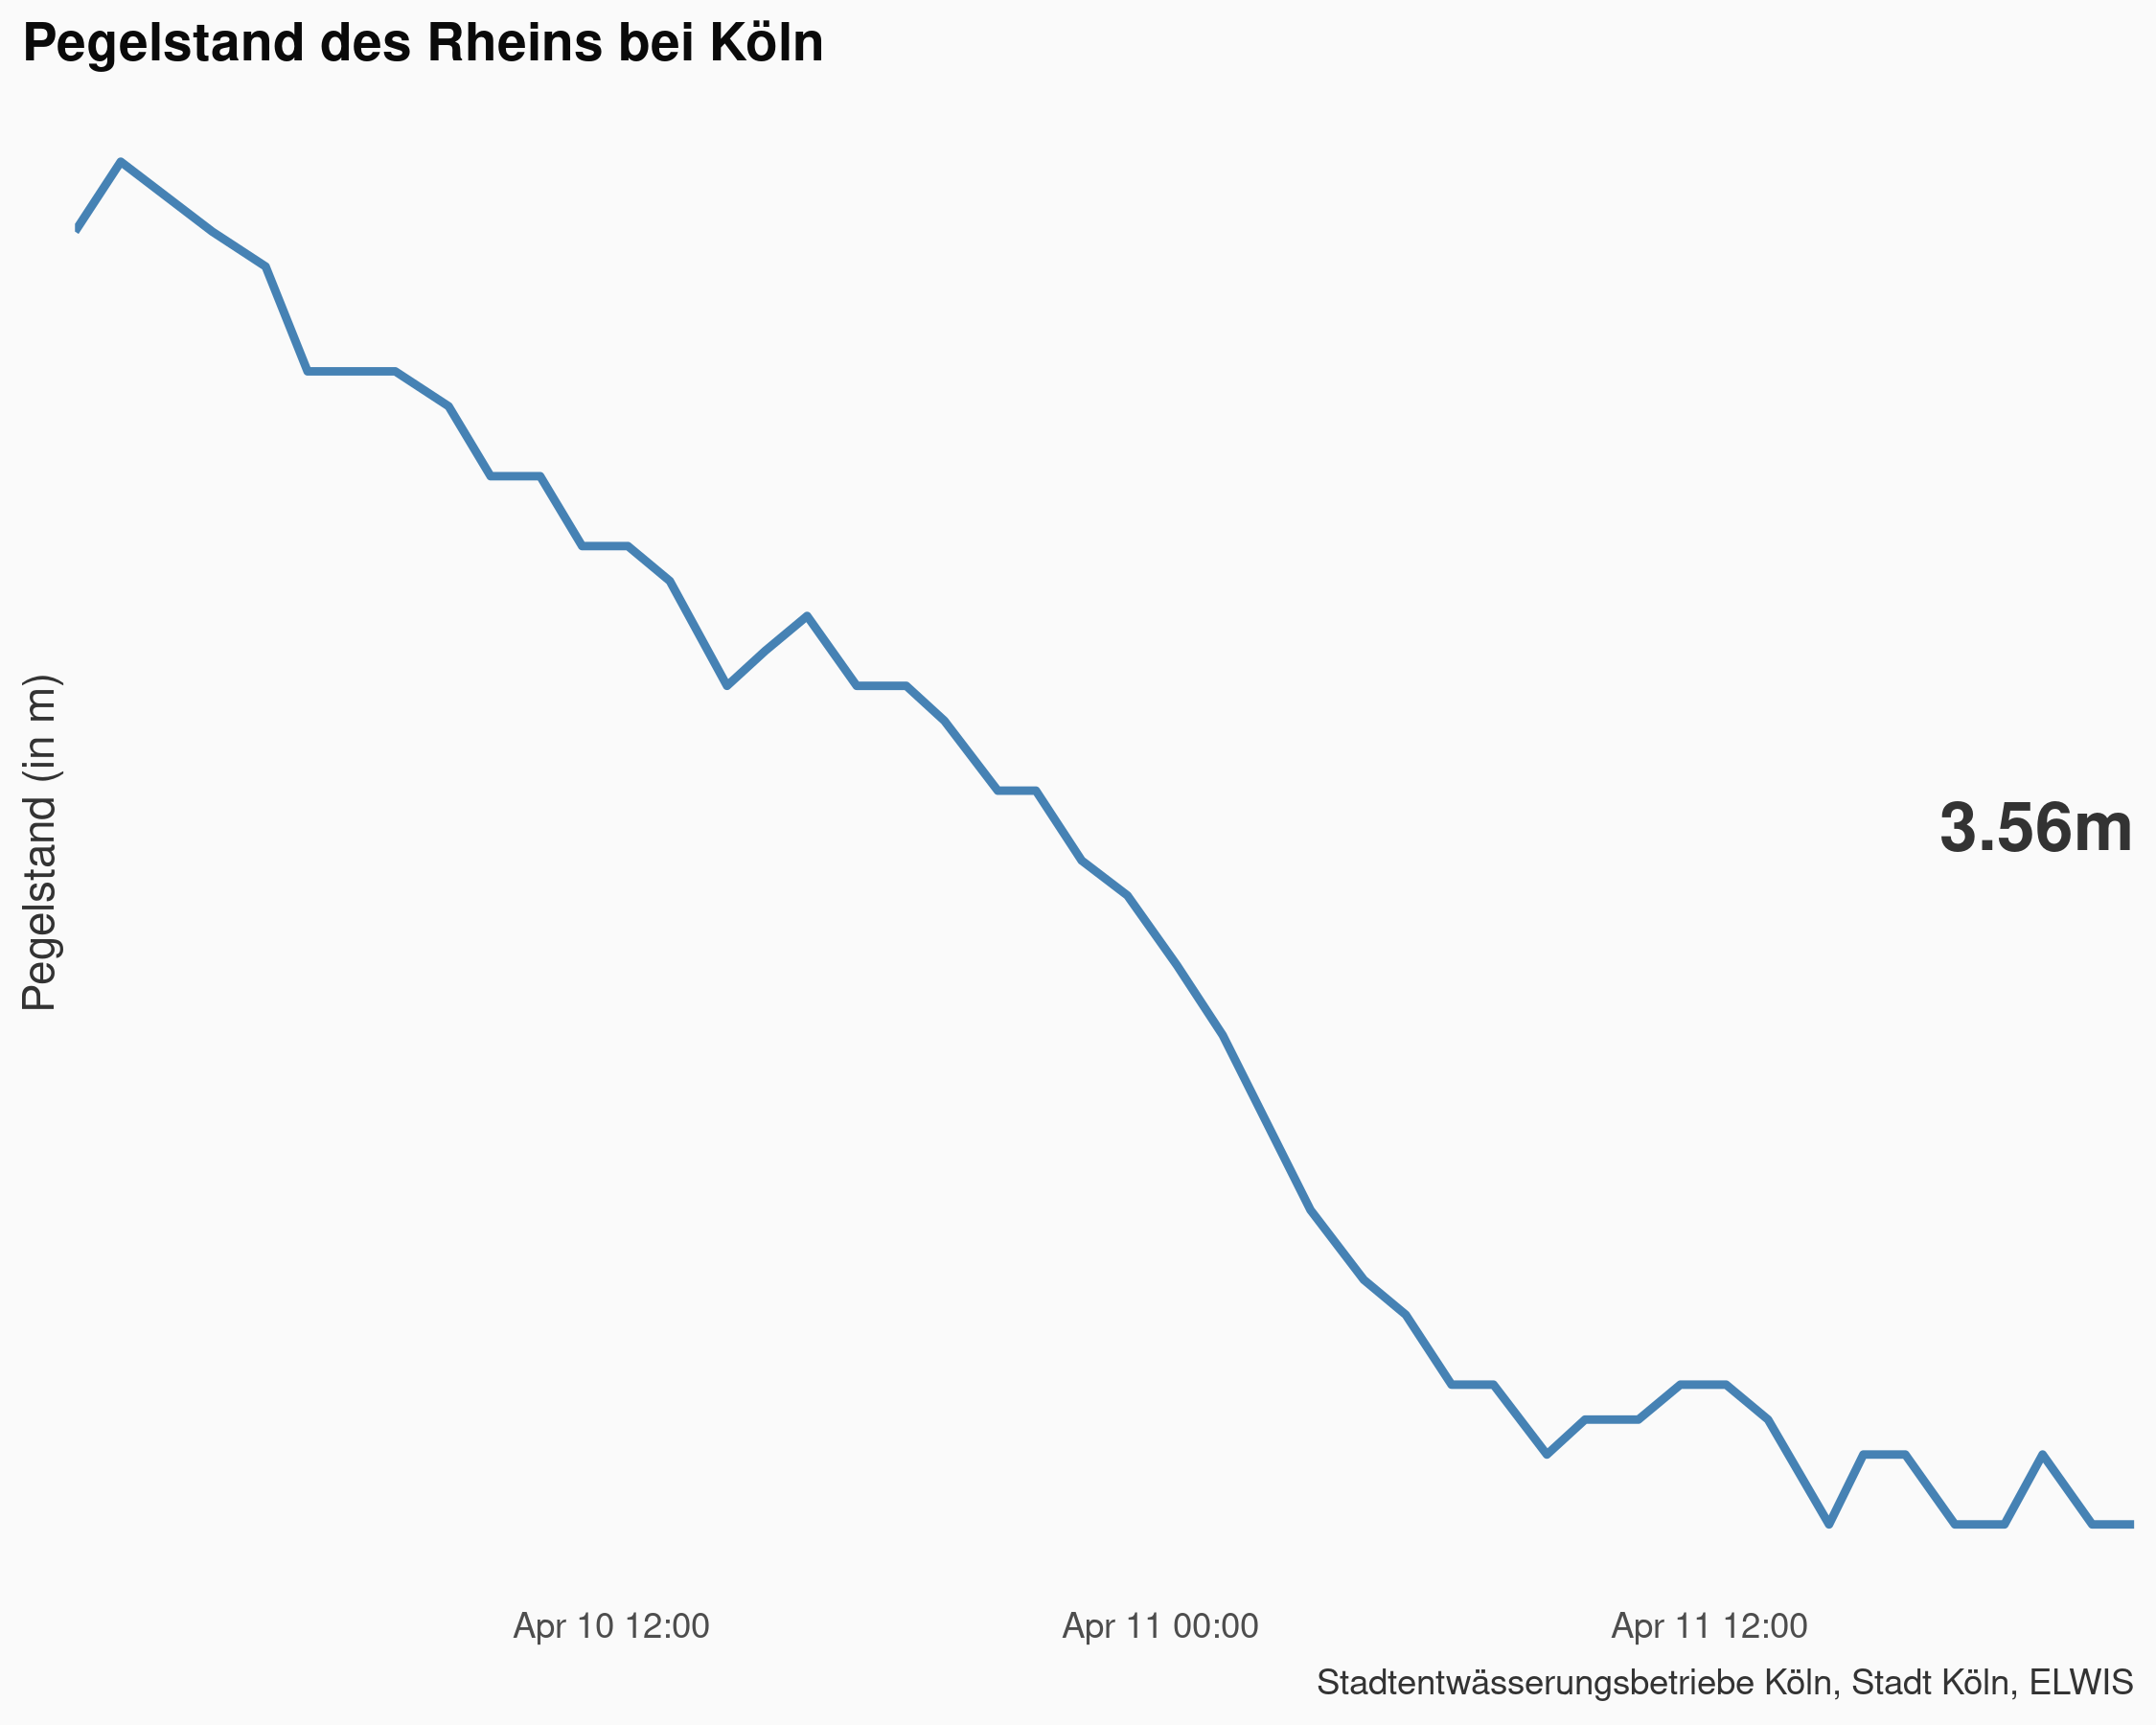 Pegelstand des Rheins bei Köln
Pegelstand (in m)
3.56m
Apr 10 12:00
Apr 11 00:00
Apr 11 12:00
Stadtentwässerungsbetriebe Köln, Stadt Köln, ELWIS